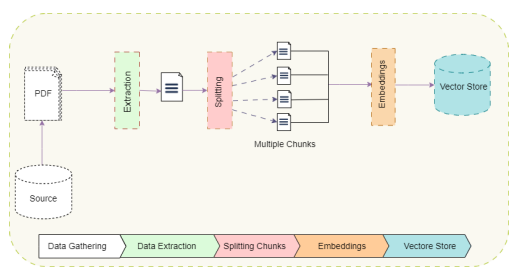 PDF
Extraction
Splitting
Embeddings
Vector Store
Multiple Chunks
Source
Data Gathering
Data Extraction
Splitting Chunks
Embeddings
Vectore Store